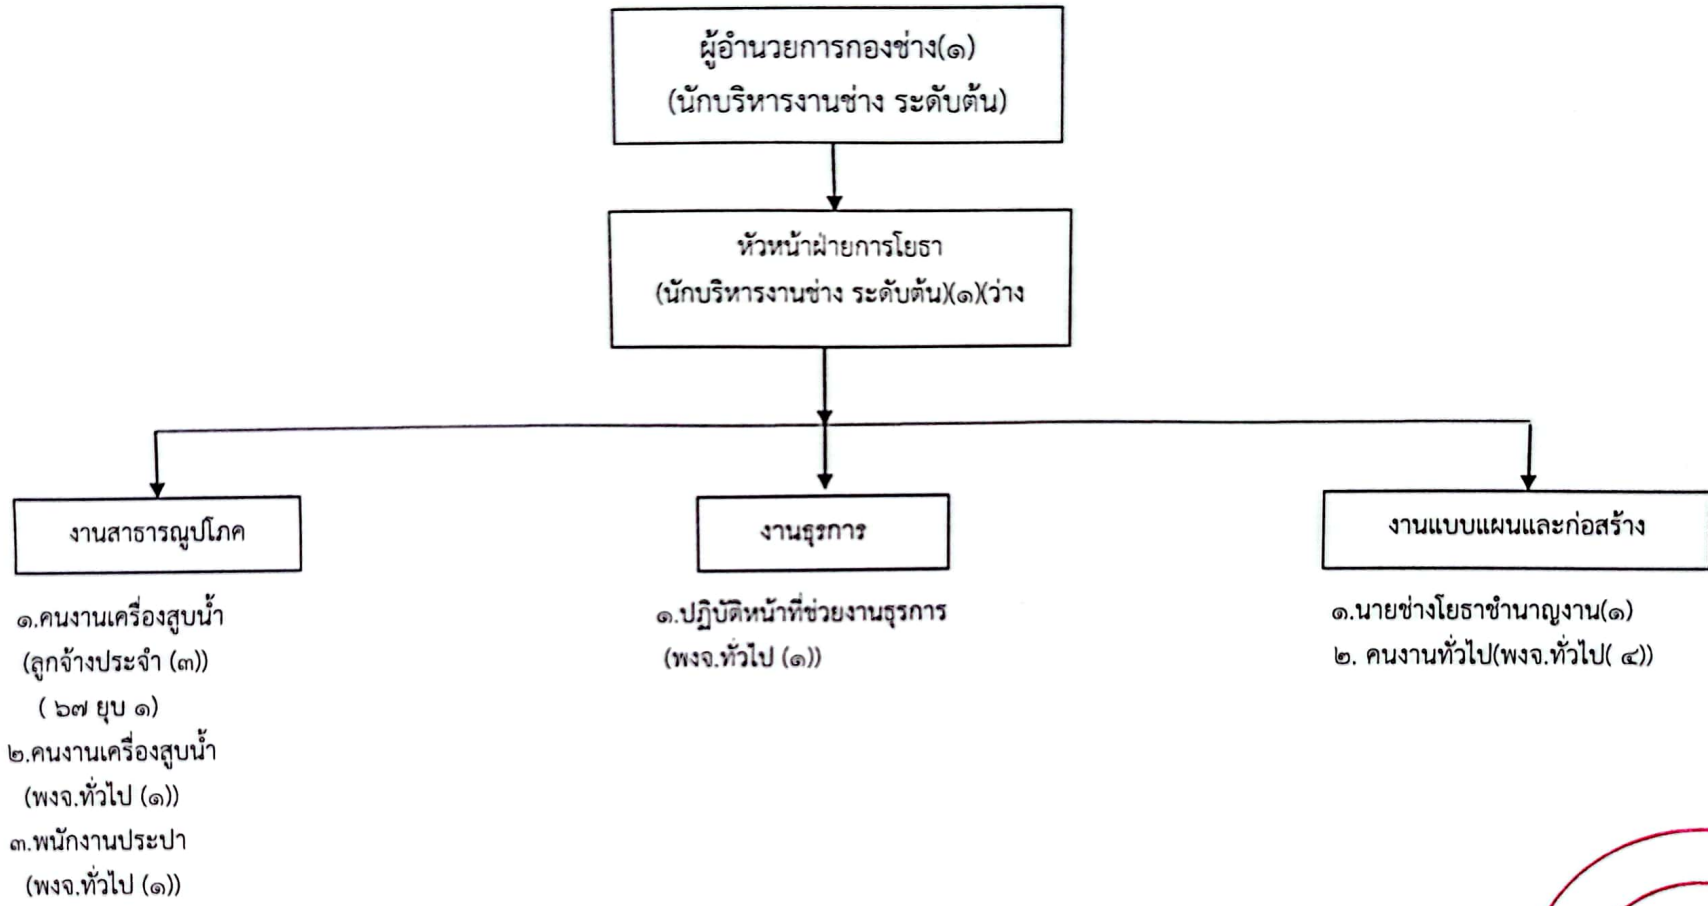 ผู้อำนวยการกองช่าง(๑)
(นักบริหารงานช่าง ระดับต้น)
หัวหน้าฝ่ายการโยธา
(นักบริหารงานช่าง ระดับต้น)(๑)(ว่าง
งานสาธารณูปโภค
๑.คนงานเครื่องสูบน้ำ
(ลูกจ้างประจำ (๓))
( ๖๗ ยุบ ๑)
๒.คนงานเครื่องสูบน้ำ
(พงจ.ทั่วไป (๑))
๓.พนักงานประปา
(พงจ.ทั่วไป (๑))
งานธุรการ
๑.ปฏิบัติหน้าที่ช่วยงานธุรการ
(พงจ.ทั่วไป (๑))
งานแบบแผนและก่อสร้าง
๑.นายช่างโยธาชำนาญงาน(๑)
๒. คนงานทั่วไป(พงจ.ทั่วไป( ๔))